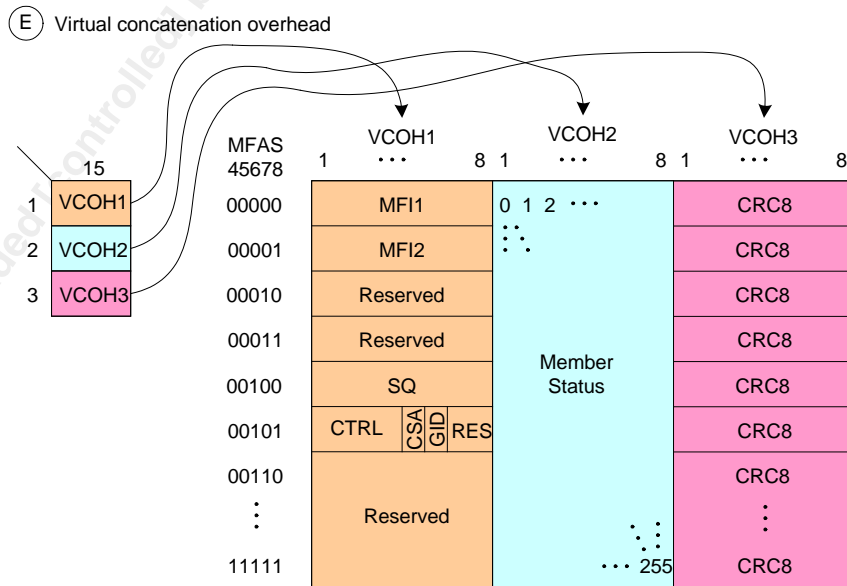 E Virtual concatenation overhead
VCOH1 VCOH2 VCOH3
MFAS
15 1 ... 8 1 ... 8 1 ... 8
45678
1 VCOH1 00000 MFI1 0 1 2 ... CRC8
2 VCOH2 00001 MFI2 CRC8
3 VCOH3 00010 Reserved CRC8
00011 Reserved CRC8
Member
Status
00100 SQ CRC8
00101 CTRL CSA GID RES CRC8
00110 CRC8
Reserved
11111 ... 255 CRC8